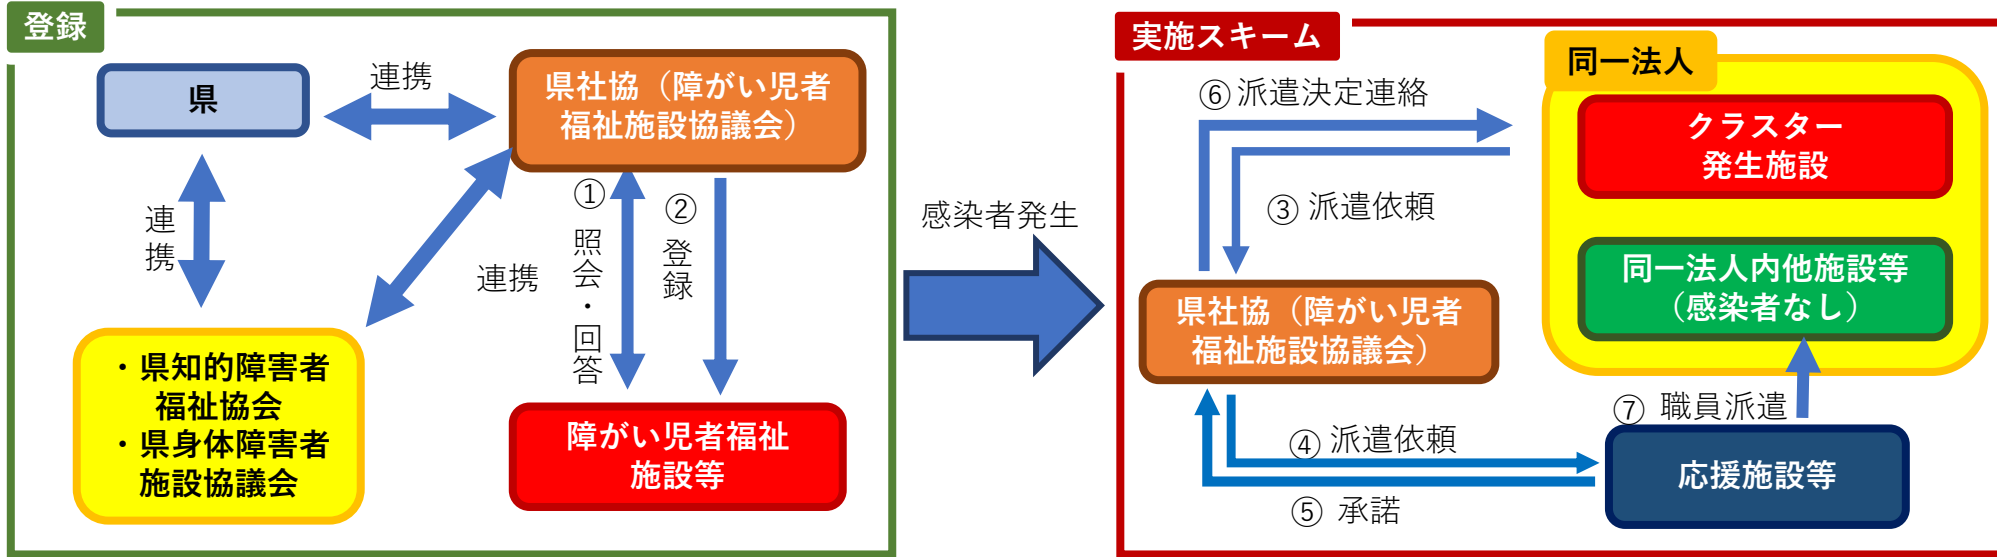 登録
県
連携
県社協（障がい児者
福祉施設協議会）
連
携
連携
①
照
会
・
回
答
②
登
録
・県知的障害者
福祉協会
・県身体障害者
施設協議会
障がい児者福祉
施設等
感染者発生
実施スキーム
同一法人
⑥派遣決定連絡
クラスター
発生施設
③派遣依頼
同一法人内他施設等
（感染者なし）
県社協（障がい児者
福祉施設協議会）
⑦ 職員派遣
④派遣依頼
応援施設等
⑤ 承諾